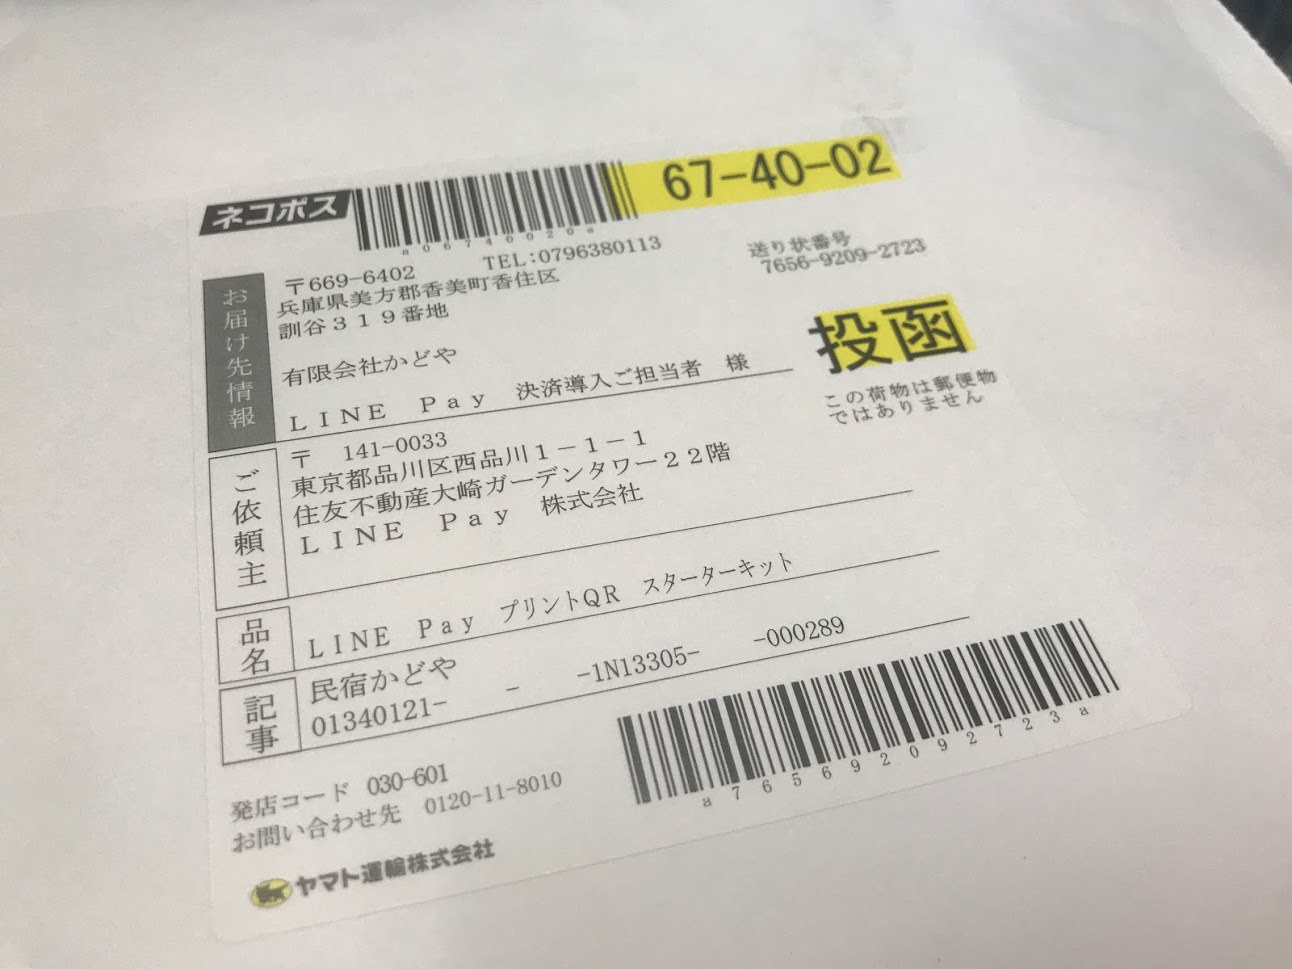 ネコポス
67-40-02
a06740020a
お届け先情報
〒669-6402 TEL:0796380113
兵庫県美方郡香美町香住区
訓谷３１９番地
有限会社かどや
ＬＩＮＥ　Ｐａｙ　決済導入ご担当者　様
送り状番号
7656-9209-2723
投函
この荷物は郵便物
ではありません
ご依頼主
〒 141-0033
東京都品川区西品川１－１－１
住友不動産大崎ガーデンタワー２２階
ＬＩＮＥ　Ｐａｙ　株式会社
品名
ＬＩＮＥ　Ｐａｙ　プリントＱＲ　スターターキット
記事
民宿かどや
01340121- - -1N13305- -000289
a765692092723a
発店コード 030-601
お問い合わせ先 0120-11-8010
ヤマト運輸株式会社